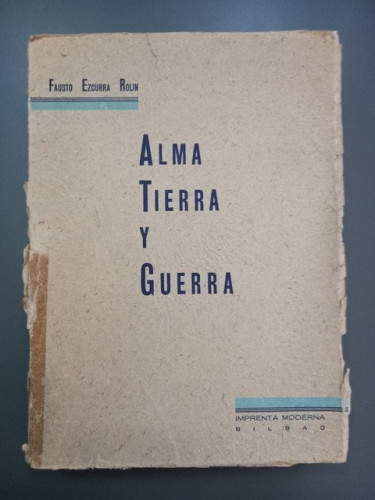 FAUSTO EZCURRA ROLIN
ALMA
TIERRA
Y
GUERRA
IMPRENTA MODERNA
BILBAO